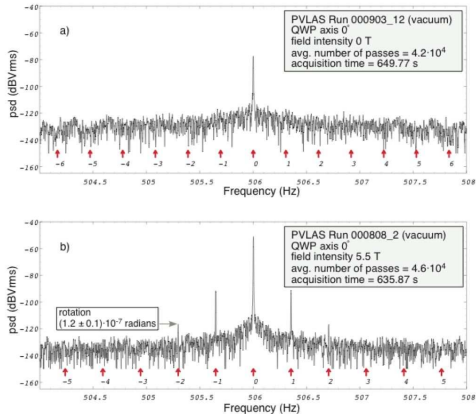 -40
PVLAS Run 000903_12 (vacuum)
a)
QWP axis 0°
-60
field intensity 0 T
avg. number of passes = 4.2·10⁴
-80
acquisition time = 649.77 s
psd (dBVrms)
-100
-120
-140
-160
-6 -5 -4 -3 -2 -1 0 1 2 3 4 5 6
504.5 505 505.5 506 506.5 507 507.5 508
Frequency (Hz)
-40
PVLAS Run 000808_2 (vacuum)
b)
QWP axis 0°
-60
field intensity 5.5 T
avg. number of passes = 4.6·10⁴
-80
acquisition time = 635.87 s
psd (dBVrms)
-100
rotation
(1.2 ± 0.1)·10⁻⁷ radians
-120
-140
-160
-5 -4 -3 -2 -1 0 1 2 3 4 5
504.5 505 505.5 506 506.5 507 507.5 508
Frequency (Hz)